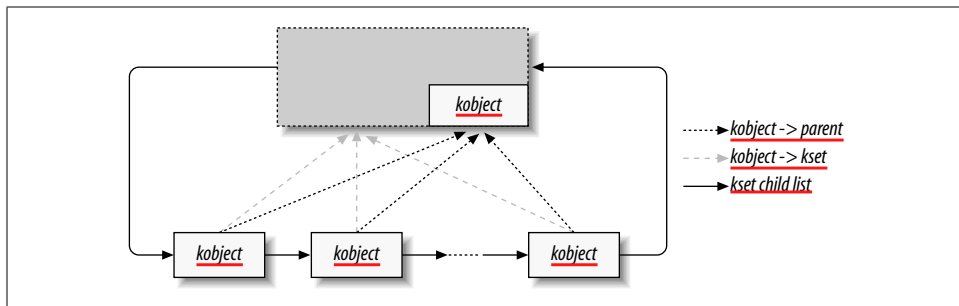 kobject
kobject -> parent
kobject -> kset
kset child list
kobject
kobject
kobject